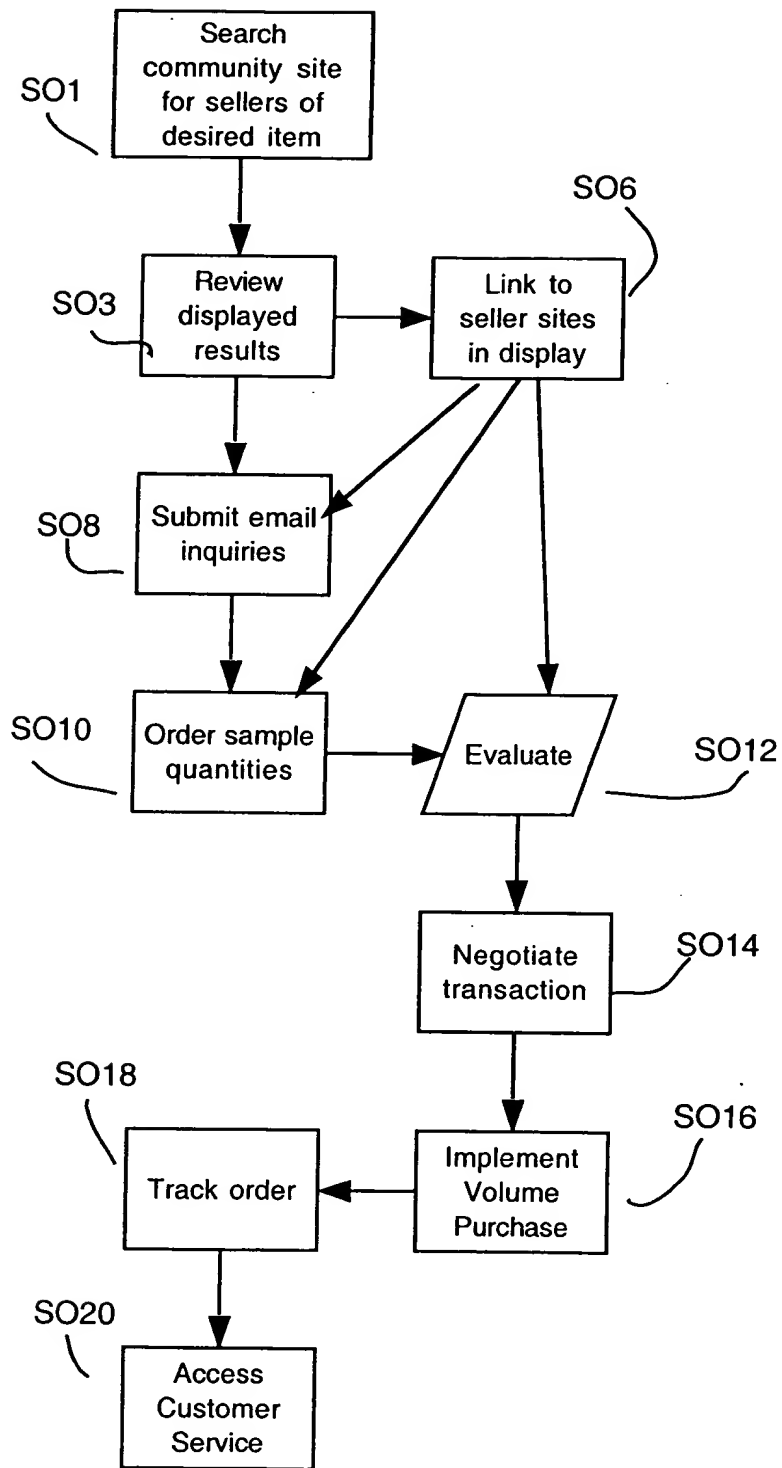 Search
community site
for sellers of
desired item
SO1
SO6
Review
displayed
results
SO3
Link to
seller sites
in display
Submit email
inquiries
SO8
Order sample
quantities
SO10
Evaluate
SO12
Negotiate
transaction
SO14
SO18
SO16
Track order
Implement
Volume
Purchase
SO20
Access
Customer
Service